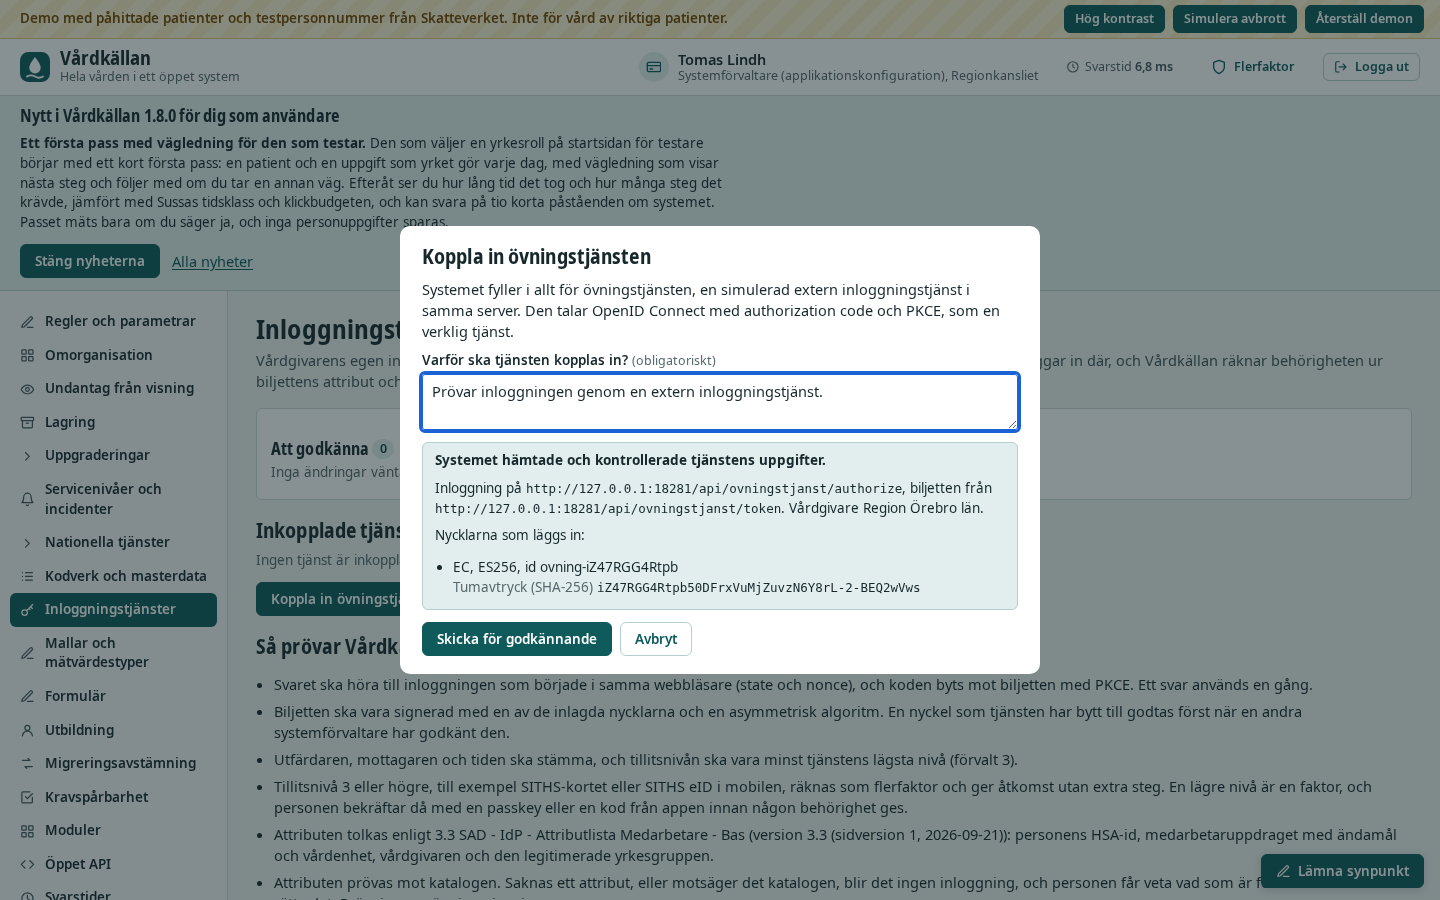 Demo med påhittade patienter och testpersonnummer från Skatteverket. Inte för vård av riktiga patienter.
Hög kontrast
Simulera avbrott
Återställ demon
Vårdkällan
Hela vården i ett öppet system
Tomas Lindh
Systemförvaltare (applikationskonfiguration), Regionkansliet
Svarstid 6,8 ms
Flerfaktor
Logga ut
Nytt i Vårdkällan 1.8.0 för dig som användare
Ett första pass med vägledning för den som testar. Den som väljer en yrkesroll på startsidan för testare
börjar med ett kort första pass: en patient och en uppgift som yrket gör varje dag, med vägledning som visar
nästa steg och följer med om du tar en annan väg. Efteråt ser du hur lång tid det tog och hur många steg det
krävde, jämfört med Sussas tidsklass och klickbudgeten, och kan svara på tio korta påståenden om systemet.
Passet mäts bara om du säger ja, och inga personuppgifter sparas.
Stäng nyheterna
Alla nyheter
Regler och parametrar
Omorganisation
Undantag från visning
Lagring
Uppgraderingar
Servicenivåer och
incidenter
Nationella tjänster
Kodverk och masterdata
Inloggningstjänster
Mallar och
mätvärdestyper
Formulär
Utbildning
Migreringsavstämning
Kravspårbarhet
Moduler
Öppet API
Svarstider
Inloggningst
Vårdgivarens egen in
ggar in där, och Vårdkällan räknar behörigheten ur
biljettens attribut och
Att godkänna 0
Inga ändringar vänt
Inkopplade tjäns
Ingen tjänst är inkoppl
Koppla in övningstj
Så prövar Vårdk
Koppla in övningstjänsten
Systemet fyller i allt för övningstjänsten, en simulerad extern inloggningstjänst i
samma server. Den talar OpenID Connect med authorization code och PKCE, som en
verklig tjänst.
Varför ska tjänsten kopplas in? (obligatoriskt)
Prövar inloggningen genom en extern inloggningstjänst.
Systemet hämtade och kontrollerade tjänstens uppgifter.
Inloggning på http://127.0.0.1:18281/api/ovningstjanst/authorize, biljetten från
http://127.0.0.1:18281/api/ovningstjanst/token. Vårdgivare Region Örebro län.
Nycklarna som läggs in:
EC, ES256, id ovning-iZ47RGG4Rtpb
Tumavtryck (SHA-256) iZ47RGG4Rtpb50DFrxVuMjZuvzN6Y8rL-2-BEQ2wVws
Skicka för godkännande
Avbryt
Svaret ska höra till inloggningen som började i samma webbläsare (state och nonce), och koden byts mot biljetten med PKCE. Ett svar används en gång.
Biljetten ska vara signerad med en av de inlagda nycklarna och en asymmetrisk algoritm. En nyckel som tjänsten har bytt till godtas först när en andra
systemförvaltare har godkänt den.
Utfärdaren, mottagaren och tiden ska stämma, och tillitsnivån ska vara minst tjänstens lägsta nivå (förvalt 3).
Tillitsnivå 3 eller högre, till exempel SITHS-kortet eller SITHS eID i mobilen, räknas som flerfaktor och ger åtkomst utan extra steg. En lägre nivå är en faktor, och
personen bekräftar då med en passkey eller en kod från appen innan någon behörighet ges.
Attributen tolkas enligt 3.3 SAD - IdP - Attributlista Medarbetare - Bas (version 3.3 (sidversion 1, 2026-09-21)): personens HSA-id, medarbetaruppdraget med ändamål
och vårdenhet, vårdgivaren och den legitimerade yrkesgruppen.
Attributen prövas mot katalogen. Saknas ett attribut, eller motsäger det katalogen, blir det ingen inloggning, och personen får veta vad som är
Lämna synpunkt